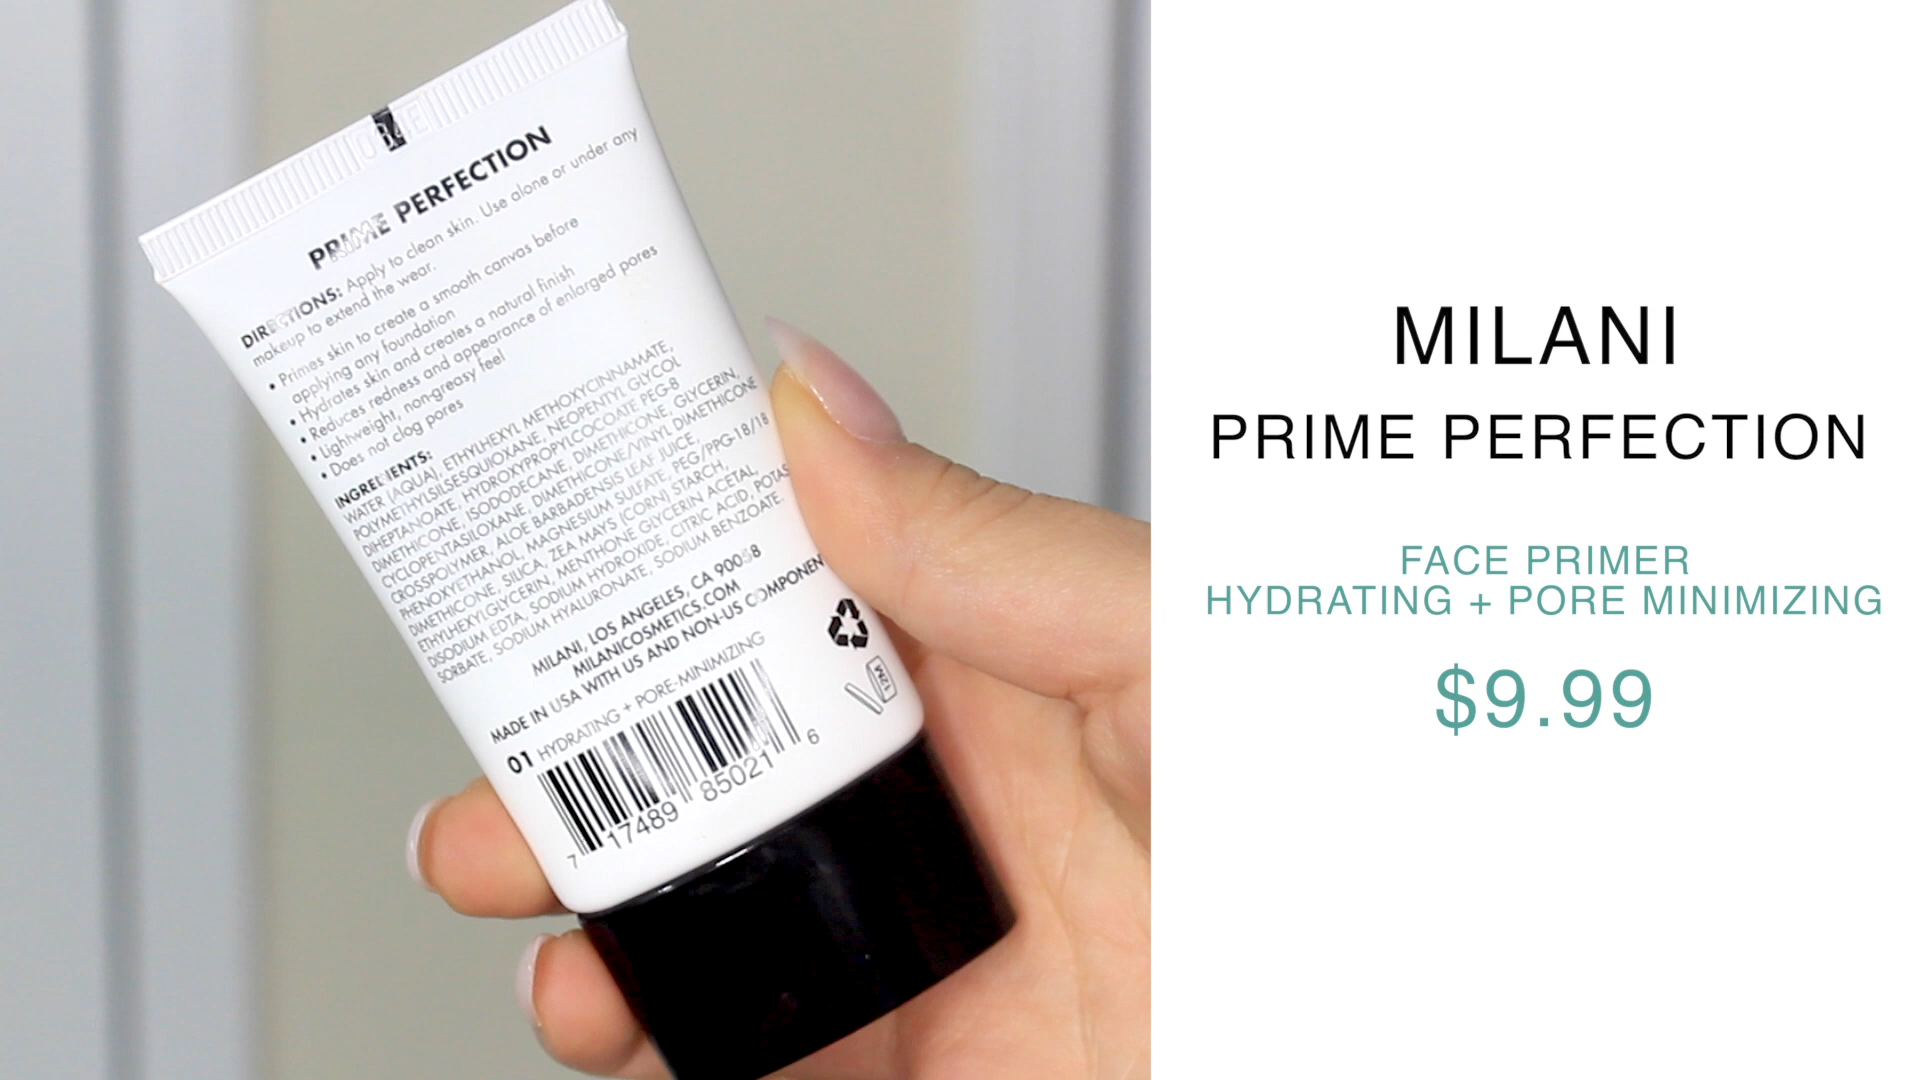 PRIME PERFECTION
DIRECTIONS: Apply to clean skin. Use alone or under any
makeup to extend the wear.
• Primes skin to create a smooth canvas before
applying any foundation
• Hydrates skin and creates a natural finish
• Reduces redness and appearance of enlarged pores
• Lightweight, non-greasy feel
• Does not clog pores
INGREDIENTS:
WATER (AQUA), ETHYLHEXYL METHOXYCINNAMATE,
POLYMETHYLSILSESQUIOXANE, NEOPENTYL GLYCOL
DIHEPTANOATE, HYDROXYPROPYLCOCOATE PEG-8
DIMETHICONE, ISODODECANE, DIMETHICONE, GLYCERIN,
CYCLOPENTASILOXANE, DIMETHICONE/VINYL DIMETHICONE
CROSSPOLYMER, ALOE BARBADENSIS LEAF JUICE,
PHENOXYETHANOL, MAGNESIUM SULFATE, PEG/PPG-18/18
DIMETHICONE, SILICA, ZEA MAYS (CORN) STARCH,
ETHYLHEXYLGLYCERIN, MENTHONE GLYCERIN ACETAL,
DISODIUM EDTA, SODIUM HYDROXIDE, CITRIC ACID, POTAS
SORBATE, SODIUM HYALURONATE, SODIUM BENZOATE.
MILANI, LOS ANGELES, CA 90058
MILANICOSMETICS.COM
MADE IN USA WITH US AND NON-US COMPONEN
01 HYDRATING + PORE-MINIMIZING
7 17489 85021 6
12M
MILANI
PRIME PERFECTION
FACE PRIMER
HYDRATING + PORE MINIMIZING
$9.99